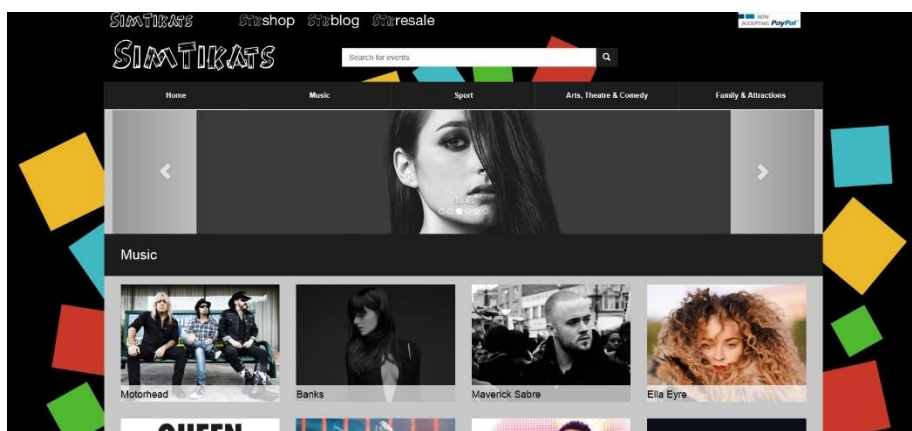 SIMTIKATS STKshop STKblog STKresale NOW ACCEPTING PayPal
SIMTIKATS
Search for events
Home Music Sport Arts, Theatre & Comedy Family & Attractions
Music
Motorhead Banks Maverick Sabre Ella Eyre
QUEEN